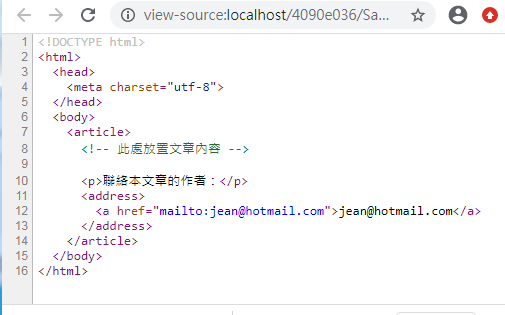 view-source:localhost/4090e036/Sa...
1 <!DOCTYPE html>
2 <html>
3   <head>
4     <meta charset="utf-8">
5   </head>
6   <body>
7     <article>
8       <!-- 此處放置文章內容 -->
9
10       <p>聯絡本文章的作者：</p>
11       <address>
12         <a href="mailto:jean@hotmail.com">jean@hotmail.com</a>
13       </address>
14     </article>
15   </body>
16 </html>